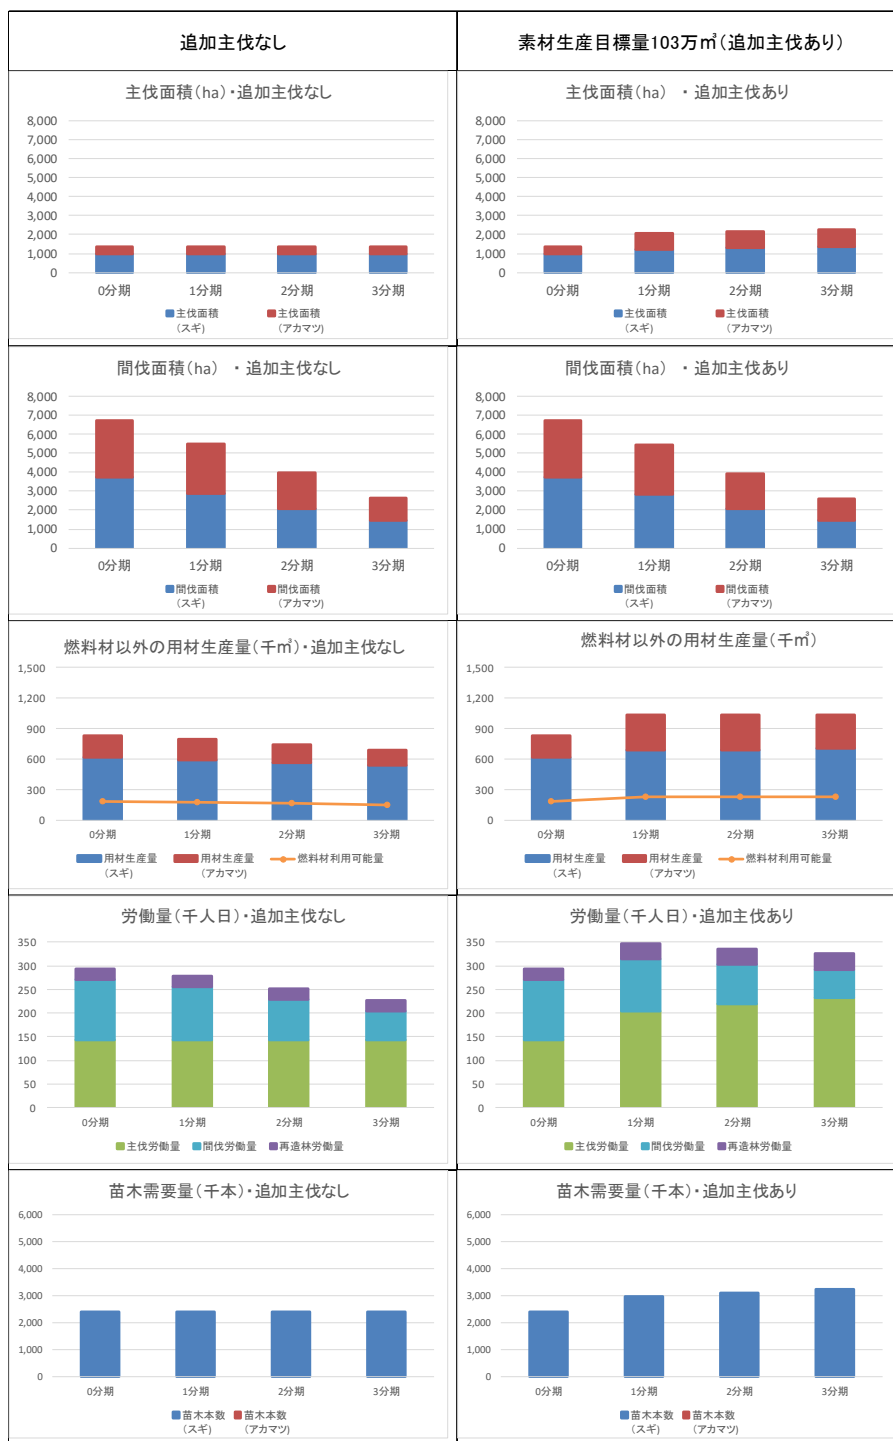 追加主伐なし
素材生産目標量103万㎥(追加主伐あり)
主伐面積(ha)・追加主伐なし
8,000
7,000
6,000
5,000
4,000
3,000
2,000
1,000
0
0分期 1分期 2分期 3分期
主伐面積 主伐面積
(スギ) (アカマツ)
主伐面積(ha) ・追加主伐あり
8,000
7,000
6,000
5,000
4,000
3,000
2,000
1,000
0
0分期 1分期 2分期 3分期
主伐面積 主伐面積
(スギ) (アカマツ)
間伐面積(ha) ・追加主伐なし
8,000
7,000
6,000
5,000
4,000
3,000
2,000
1,000
0
0分期 1分期 2分期 3分期
間伐面積 間伐面積
(スギ) (アカマツ)
間伐面積(ha) ・追加主伐あり
8,000
7,000
6,000
5,000
4,000
3,000
2,000
1,000
0
0分期 1分期 2分期 3分期
間伐面積 間伐面積
(スギ) (アカマツ)
燃料材以外の用材生産量(千㎥)・追加主伐なし
1,500
1,200
900
600
300
0
0分期 1分期 2分期 3分期
用材生産量 用材生産量 燃料材利用可能量
(スギ) (アカマツ)
燃料材以外の用材生産量(千㎥)
1,500
1,200
900
600
300
0
0分期 1分期 2分期 3分期
用材生産量 用材生産量 燃料材利用可能量
(スギ) (アカマツ)
労働量(千人日)・追加主伐なし
350
300
250
200
150
100
50
0
0分期 1分期 2分期 3分期
主伐労働量 間伐労働量 再造林労働量
労働量(千人日)・追加主伐あり
350
300
250
200
150
100
50
0
0分期 1分期 2分期 3分期
主伐労働量 間伐労働量 再造林労働量
苗木需要量(千本)・追加主伐なし
6,000
5,000
4,000
3,000
2,000
1,000
0
0分期 1分期 2分期 3分期
苗木本数 苗木本数
(スギ) (アカマツ)
苗木需要量(千本)・追加主伐あり
6,000
5,000
4,000
3,000
2,000
1,000
0
0分期 1分期 2分期 3分期
苗木本数 苗木本数
(スギ) (アカマツ)